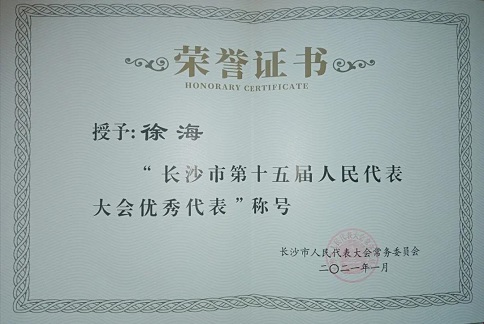 荣誉证书
HONORARY CERTIFICATE
授予:徐海
“长沙市第十五届人民代表
大会优秀代表”称号
长沙市人民代表大会常务委员会
二〇二一年一月